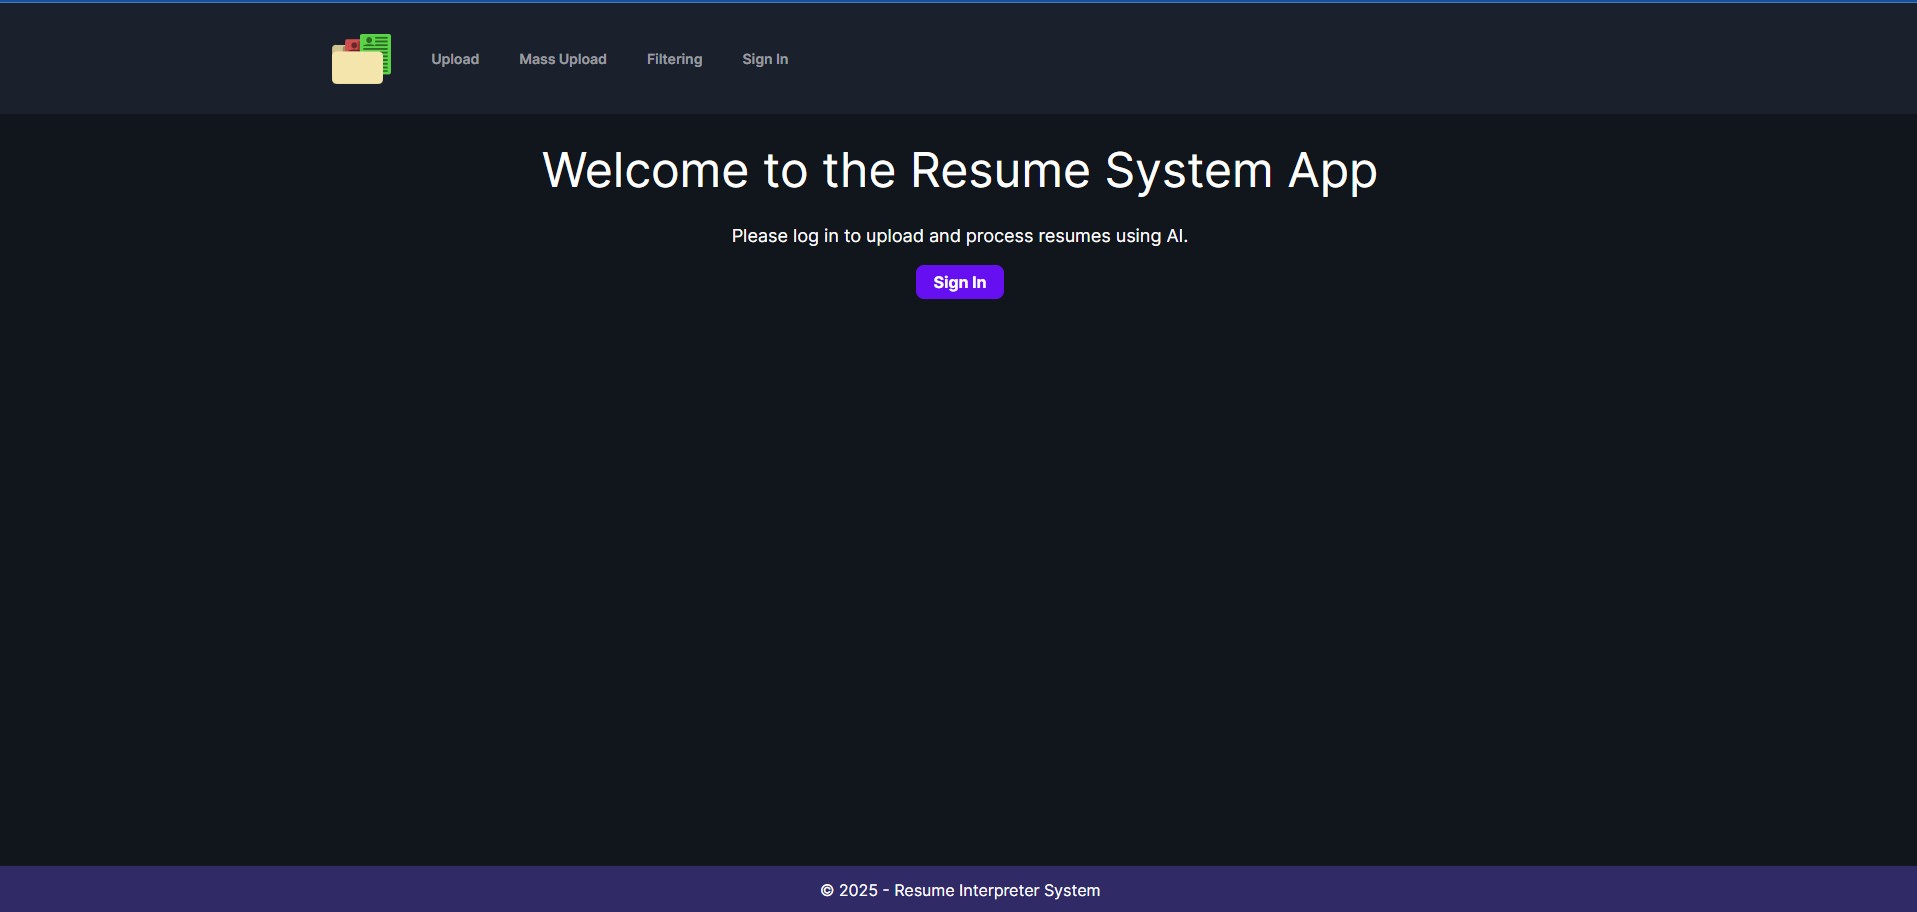 Upload Mass Upload Filtering Sign In
Welcome to the Resume System App
Please log in to upload and process resumes using AI.
Sign In
© 2025 - Resume Interpreter System